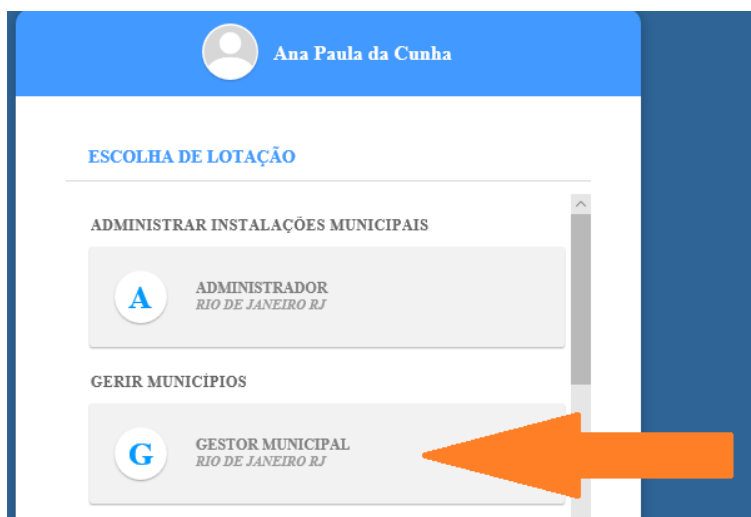 Ana Paula da Cunha
ESCOLHA DE LOTAÇÃO
ADMINISTRAR INSTALAÇÕES MUNICIPAIS
A
ADMINISTRADOR
RIO DE JANEIRO RJ
GERIR MUNICÍPIOS
G
GESTOR MUNICIPAL
RIO DE JANEIRO RJ